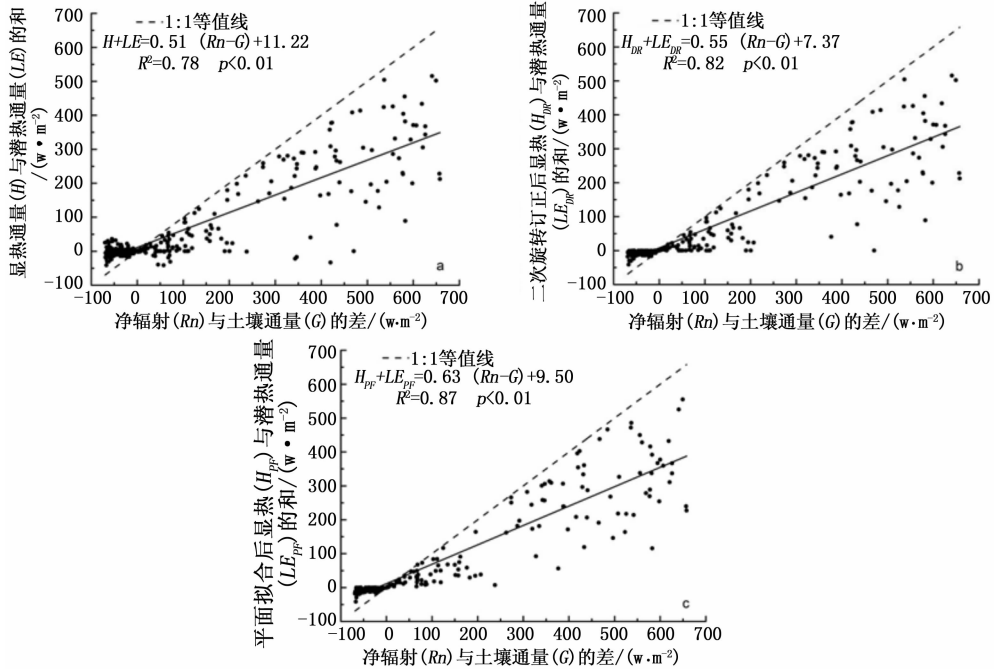 显热通量(H)与潜热通量(LE)的和
/(w·m⁻²)
700
600
500
400
300
200
100
0
−100
1:1等值线
H+LE=0.51 (Rn-G)+11.22
R²=0.78 p<0.01
a
−100 0 100 200 300 400 500 600 700
净辐射(Rn)与土壤通量(G)的差/(w·m⁻²)
二次旋转订正后显热(H_DR)与潜热通量
(LE_DR)的和/(w·m⁻²)
700
600
500
400
300
200
100
0
−100
1:1等值线
H_DR+LE_DR=0.55 (Rn-G)+7.37
R²=0.82 p<0.01
b
−100 0 100 200 300 400 500 600 700
净辐射(Rn)与土壤通量(G)的差/(w·m⁻²)
平面拟合后显热(H_PF)与潜热通量
(LE_PF)的和/(w·m⁻²)
700
600
500
400
300
200
100
0
−100
1:1等值线
H_PF+LE_PF=0.63 (Rn-G)+9.50
R²=0.87 p<0.01
c
−100 0 100 200 300 400 500 600 700
净辐射(Rn)与土壤通量(G)的差/(w·m⁻²)